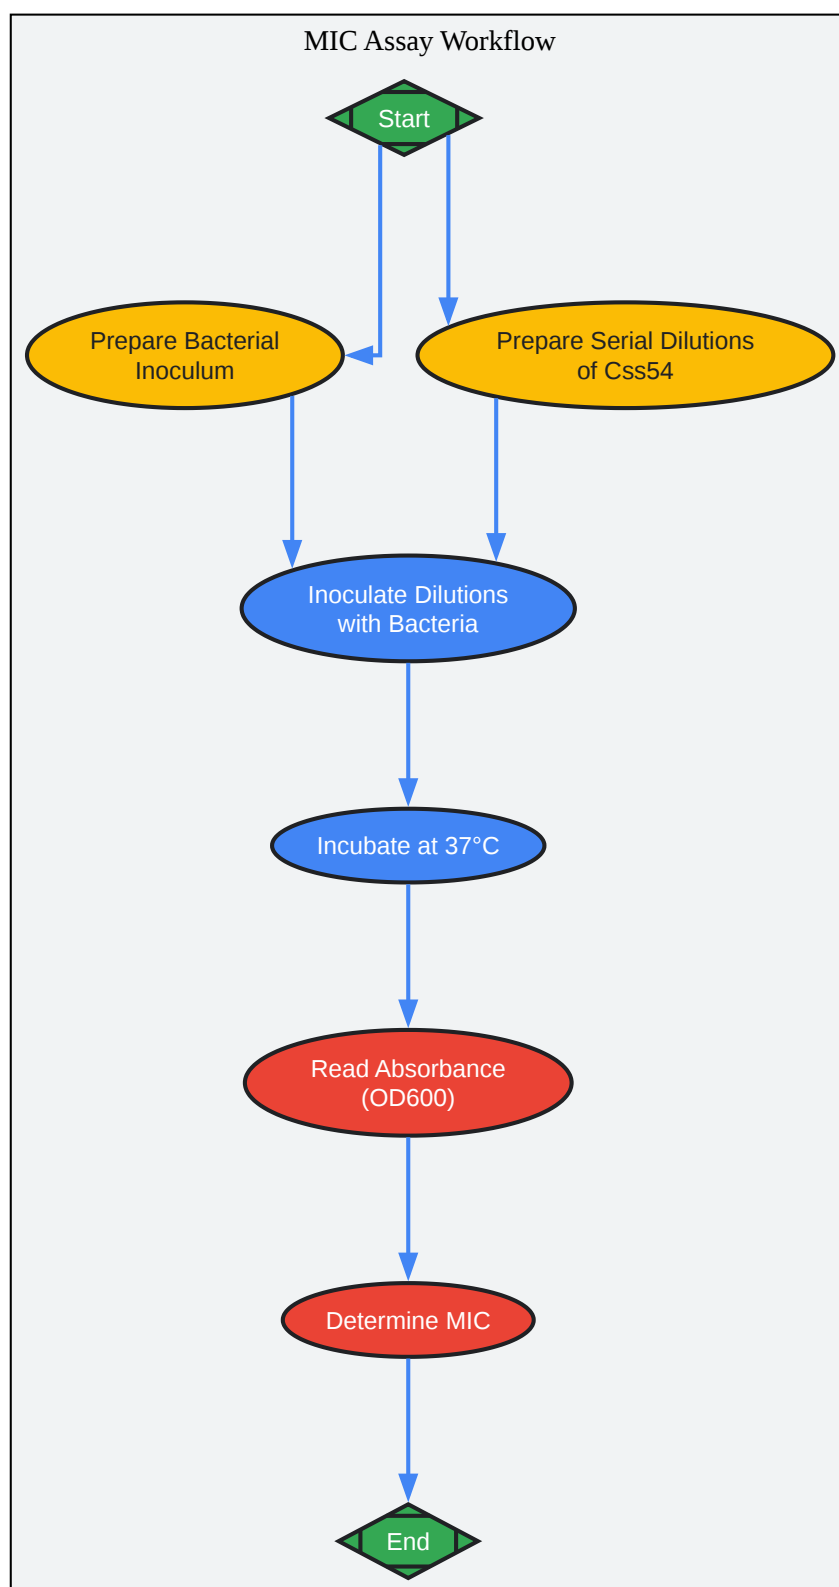 MIC Assay Workflow
Start
Prepare Bacterial
Inoculum
Prepare Serial Dilutions
of Css54
Inoculate Dilutions
with Bacteria
Incubate at 37°C
Read Absorbance
(OD600)
Determine MIC
End